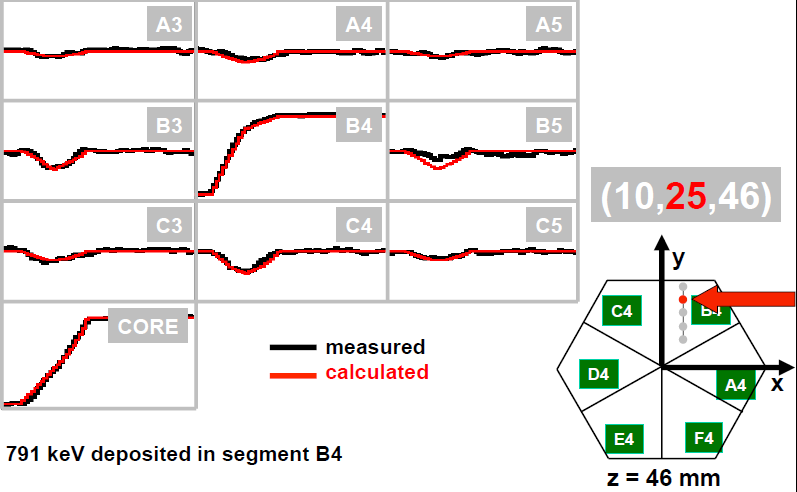 A3 A4 A5
B3 B4 B5
C3 C4 C5
CORE
measured
calculated
791 keV deposited in segment B4
(10,25,46)
y
C4 B4
D4 x
A4
E4 F4
z = 46 mm